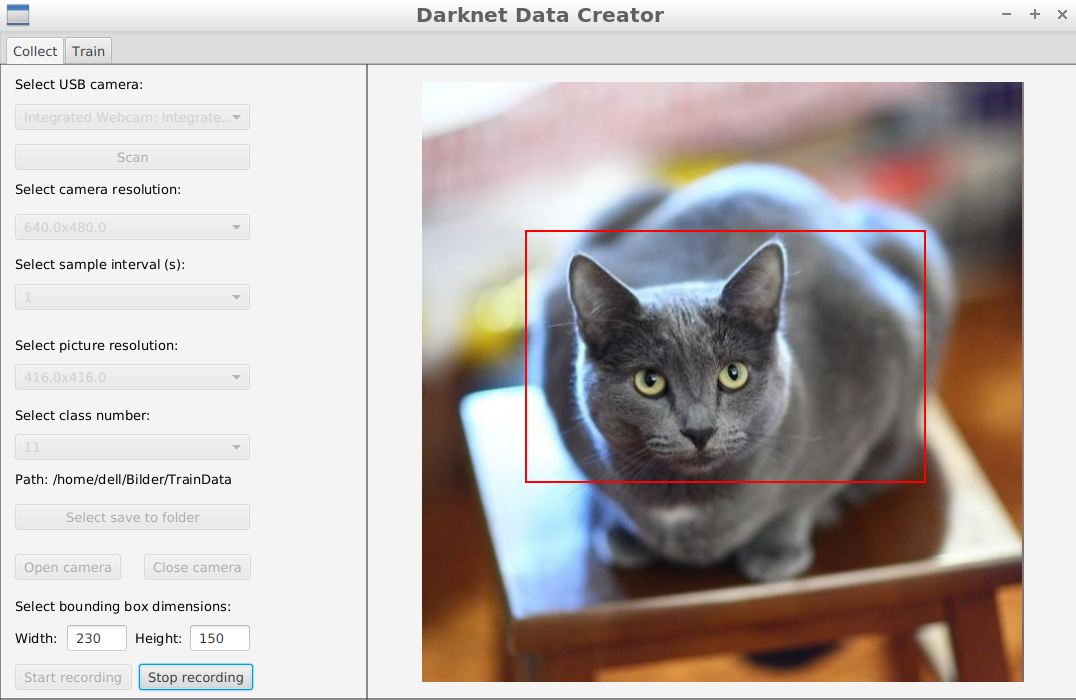 Darknet Data Creator
Collect Train
Select USB camera:
Integrated Webcam: Integrate...
Scan
Select camera resolution:
640.0x480.0
Select sample interval (s):
1
Select picture resolution:
416.0x416.0
Select class number:
11
Path: /home/dell/Bilder/TrainData
Select save to folder
Open camera Close camera
Select bounding box dimensions:
Width: 230 Height: 150
Start recording Stop recording